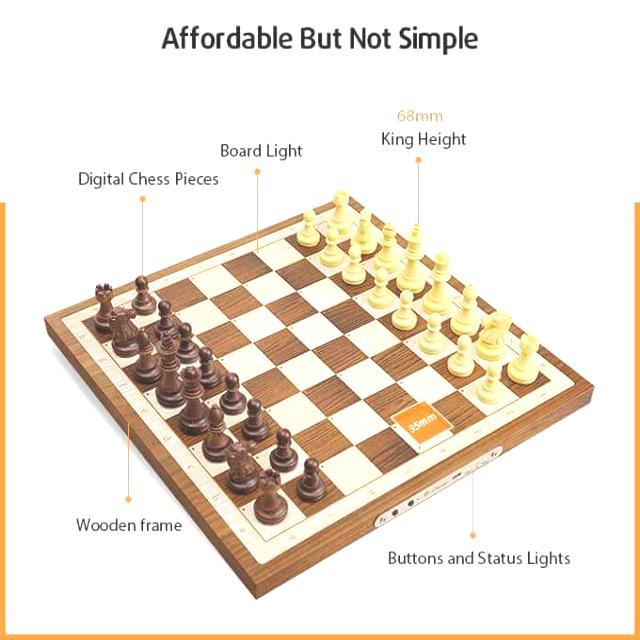 Affordable But Not Simple
68mm
King Height
Board Light
Digital Chess Pieces
35mm
Wooden frame
Buttons and Status Lights